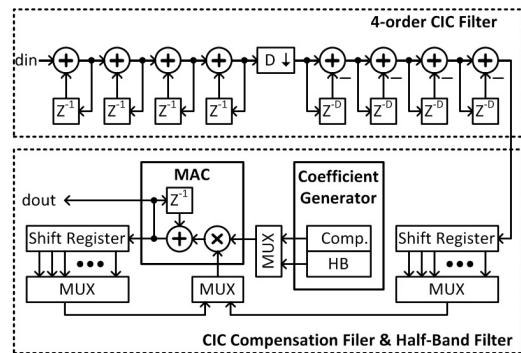 4-order CIC Filter
din
+ + + + D ↓ + + + +
− − − −
Z⁻¹ Z⁻¹ Z⁻¹ Z⁻¹ Z⁻ᴰ Z⁻ᴰ Z⁻ᴰ Z⁻ᴰ
MAC
Coefficient
Generator
dout
Z⁻¹
Shift Register
+ ×
MUX
Comp.
HB
Shift Register
•••
•••
MUX
MUX
MUX
CIC Compensation Filer & Half-Band Filter